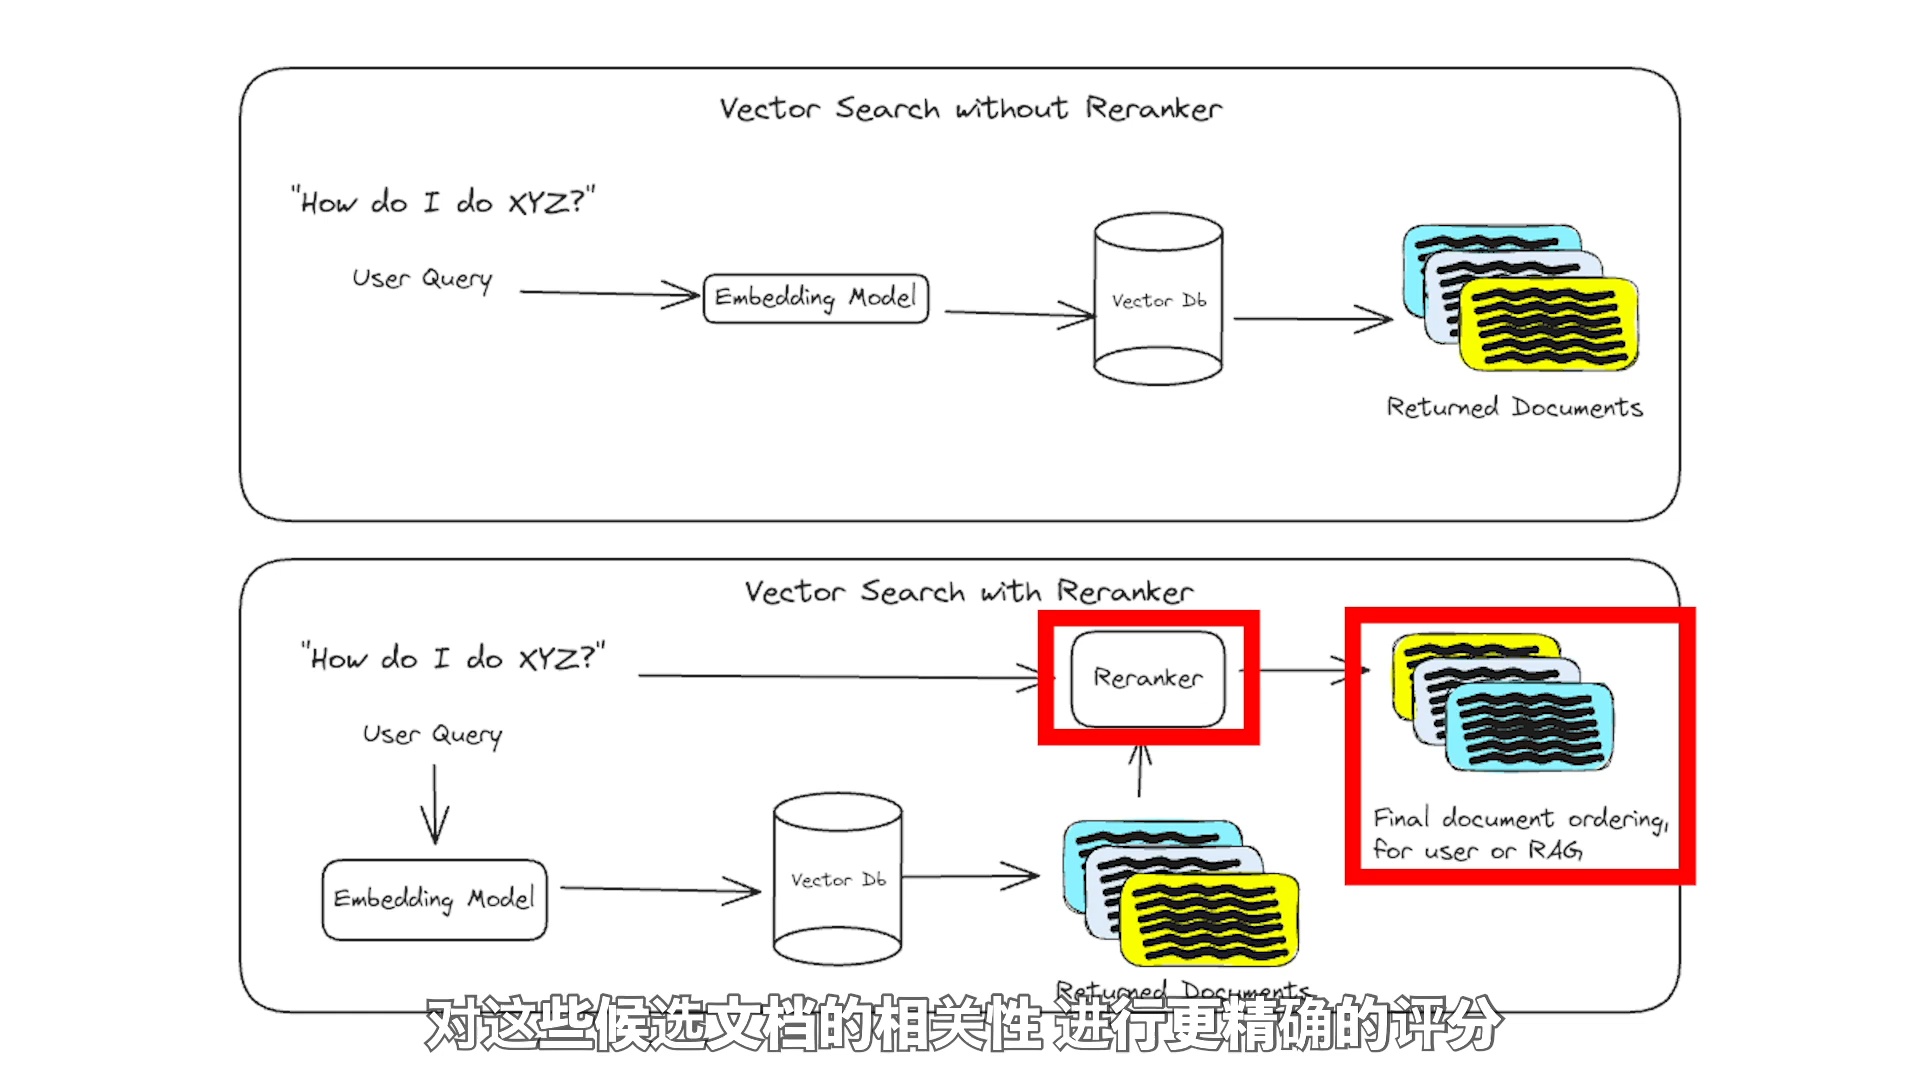 Vector Search without Reranker
"How do I do XYZ?"
User Query
Embedding Model
Vector Db
Returned Documents
Vector Search with Reranker
"How do I do XYZ?"
Reranker
User Query
Final document ordering,
for user or RAG
Embedding Model
Vector Db
Returned Documents
对这些候选文档的相关性 进行更精确的评分